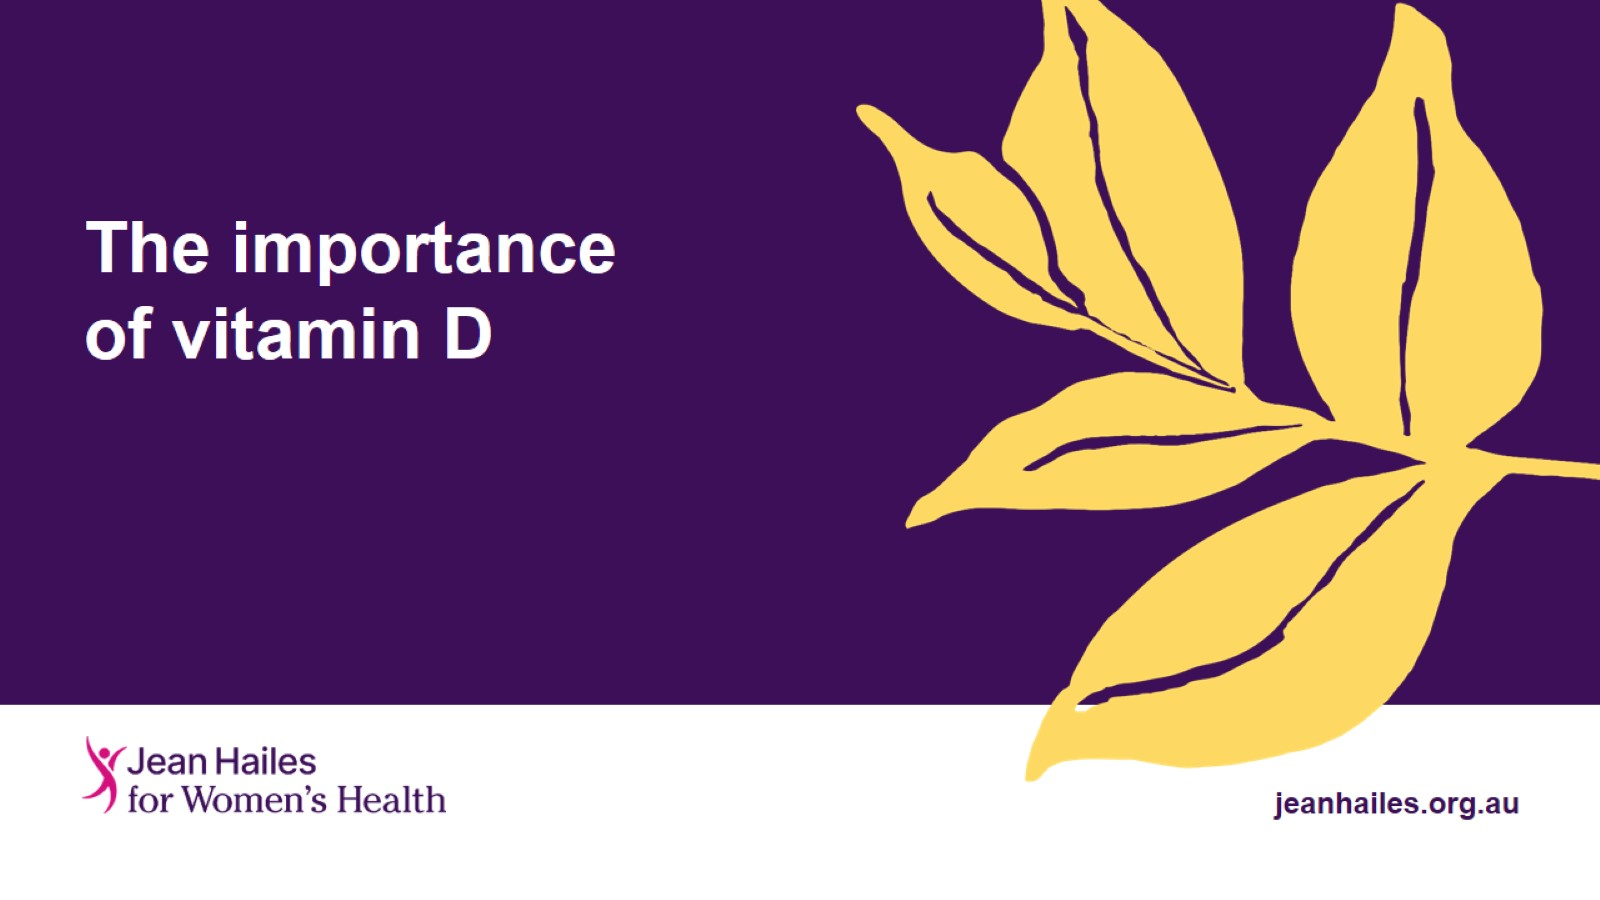 The importance
of vitamin D
Jean Hailes
for Women's Health
jeanhailes.org.au